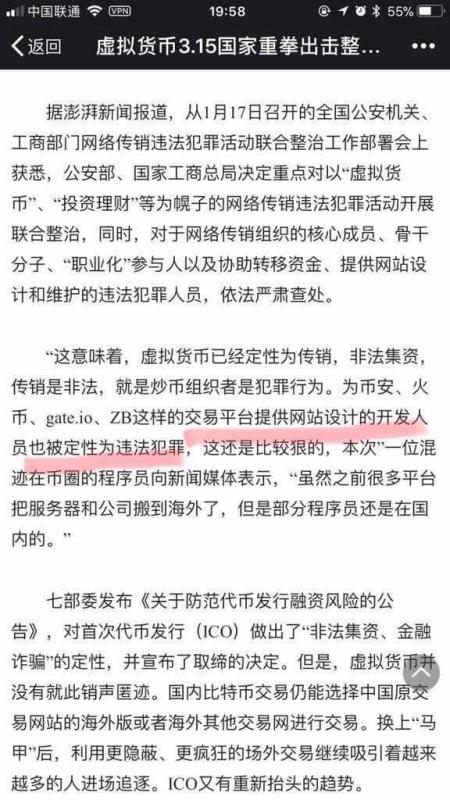 中国联通 VPN 19:58 55%
返回 虚拟货币3.15国家重拳出击整...
据澎湃新闻报道，从1月17日召开的全国公安机关、
工商部门网络传销违法犯罪活动联合整治工作部署会上
获悉，公安部、国家工商总局决定重点对以“虚拟货
币”、“投资理财”等为幌子的网络传销违法犯罪活动开展
联合整治，同时，对于网络传销组织的核心成员、骨干
分子、“职业化”参与人以及协助转移资金、提供网站设
计和维护的违法犯罪人员，依法严肃查处。
“这意味着，虚拟货币已经定性为传销，非法集资，
传销是非法，就是炒币组织者是犯罪行为。为币安、火
币、gate.io、ZB这样的交易平台提供网站设计的开发人
员也被定性为违法犯罪，这还是比较狠的，本次”一位混
迹在币圈的程序员向新闻媒体表示，“虽然之前很多平台
把服务器和公司搬到海外了，但是部分程序员还是在国
内的。”
七部委发布《关于防范代币发行融资风险的公
告》，对首次代币发行（ICO）做出了“非法集资、金融
诈骗”的定性，并宣布了取缔的决定。但是，虚拟货币并
没有就此销声匿迹。国内比特币交易仍能选择中国原交
易网站的海外版或者海外其他交易网进行交易。换上“马
甲”后，利用更隐蔽、更疯狂的场外交易继续吸引着越来
越多的人进场追逐。ICO又有重新抬头的趋势。